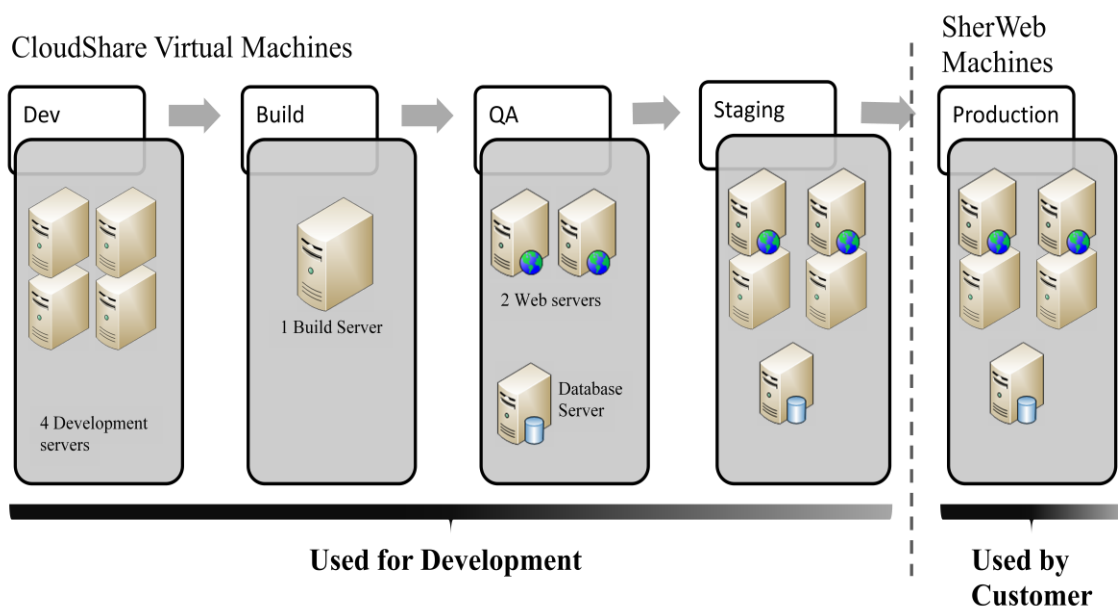 CloudShare Virtual Machines
SherWeb
Machines
Dev
Build
QA
Staging
Production
1 Build Server
2 Web servers
Database
Server
4 Development
servers
Used for Development
Used by
Customer